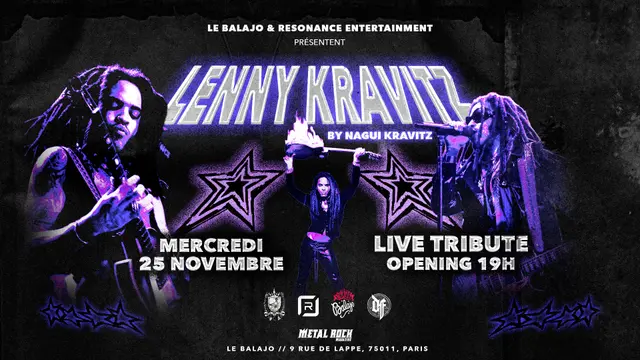 LE BALAJO & RESONANCE ENTERTAINMENT
PRÉSENTENT
LENNY KRAVITZ
BY NAGUI KRAVITZ
MERCREDI
25 NOVEMBRE
LIVE TRIBUTE
OPENING 19H
METAL ROCK
LE BALAJO // 9 RUE DE LAPPE, 75011, PARIS